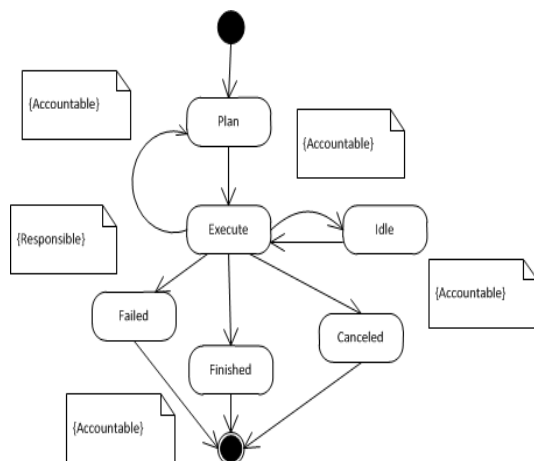 {Accountable}
Plan
{Accountable}
{Responsible}
Execute
Idle
{Accountable}
Failed
Canceled
Finished
{Accountable}